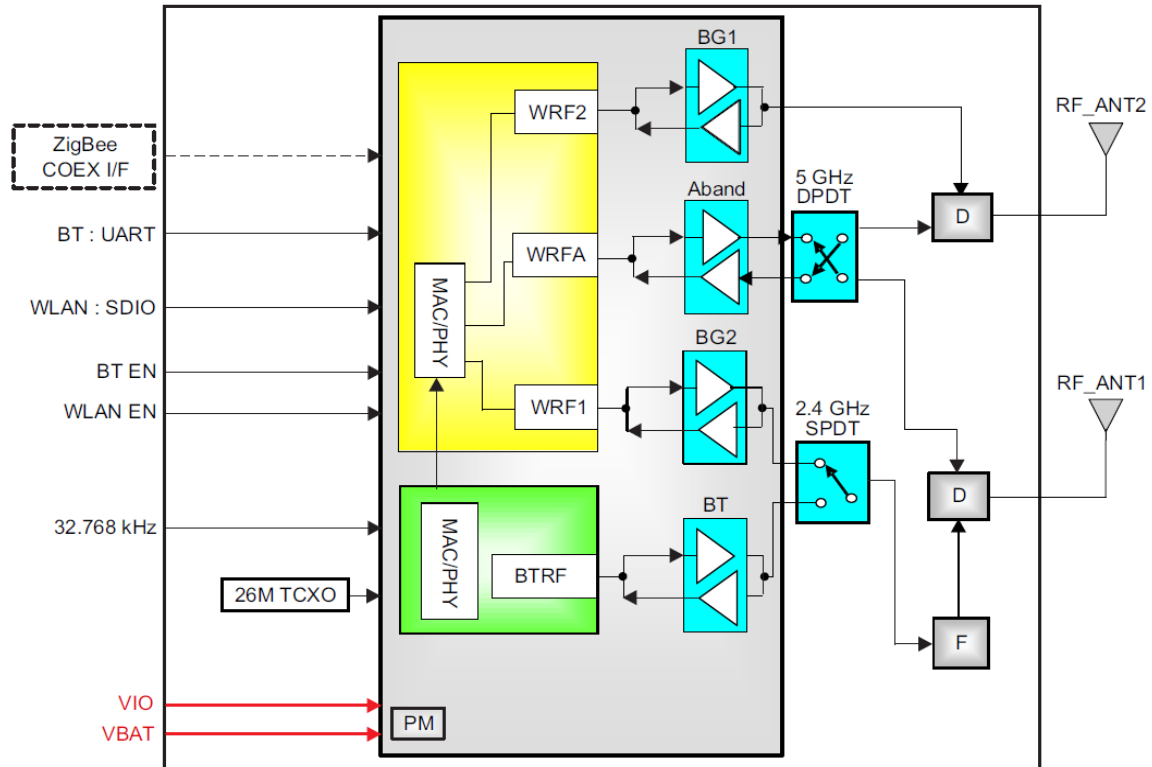 BG1
RF_ANT2
WRF2
ZigBee
COEX I/F
Aband
5 GHz
DPDT
D
BT : UART
WRFA
WLAN : SDIO
MAC/PHY
BG2
BT EN
RF_ANT1
WLAN EN
WRF1
2.4 GHz
SPDT
D
BT
32.768 kHz
MAC/PHY
BTRF
26M TCXO
F
VIO
PM
VBAT